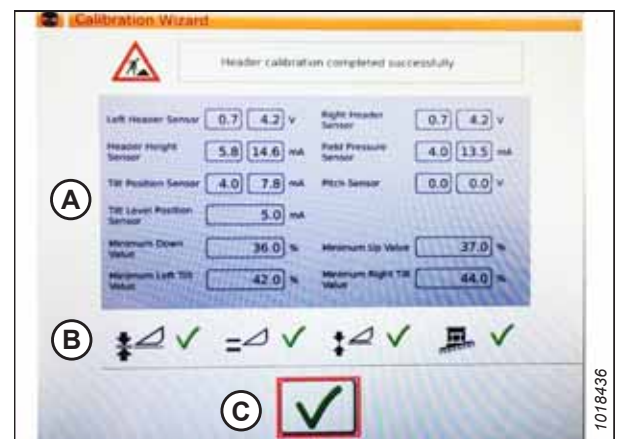 Calibration Wizard
Header calibration completed successfully
Left Header Sensor 0.7 4.2 V Right Header Sensor 0.7 4.2 V
Header Height Sensor 5.8 14.6 mA Field Pressure Sensor 4.0 13.5 mA
Tilt Position Sensor 4.0 7.8 mA Pitch Sensor 0.0 0.0 V
Tilt Level Position Sensor 5.0 mA
Minimum Down Value 36.0 % Minimum Up Value 37.0 %
Minimum Left Tilt Value 42.0 % Minimum Right Tilt Value 44.0 %
A
B
C
1018436